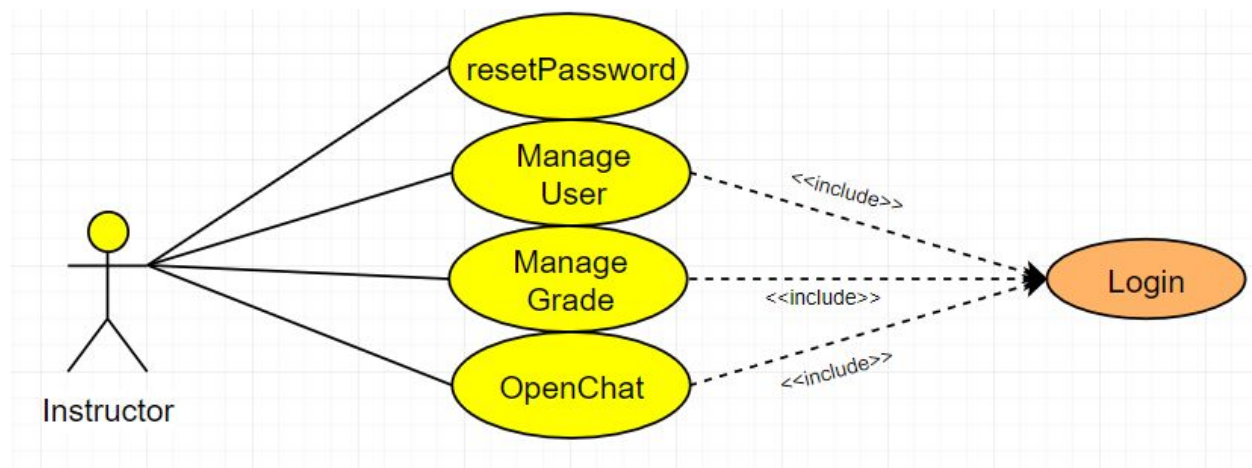 resetPassword
Manage
User
<<include>>
Manage
Grade
<<include>>
Login
OpenChat
<<include>>
Instructor